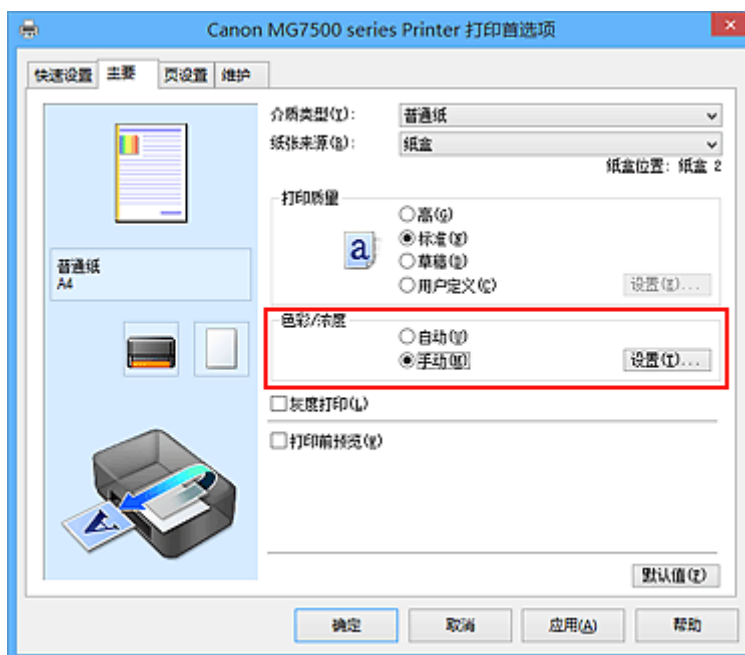 Canon MG7500 series Printer 打印首选项
快速设置 主要 页设置 维护
介质类型(Y): 普通纸
纸张来源(B): 纸盒
纸盒位置: 纸盒 2
打印质量
高(G)
a
标准(X)
草稿(D)
用户定义(C) 设置(E)...
普通纸
A4
色彩/浓度
自动(V)
手动(M) 设置(T)...
灰度打印(L)
打印前预览(K)
A
默认值(F)
确定 取消 应用(A) 帮助